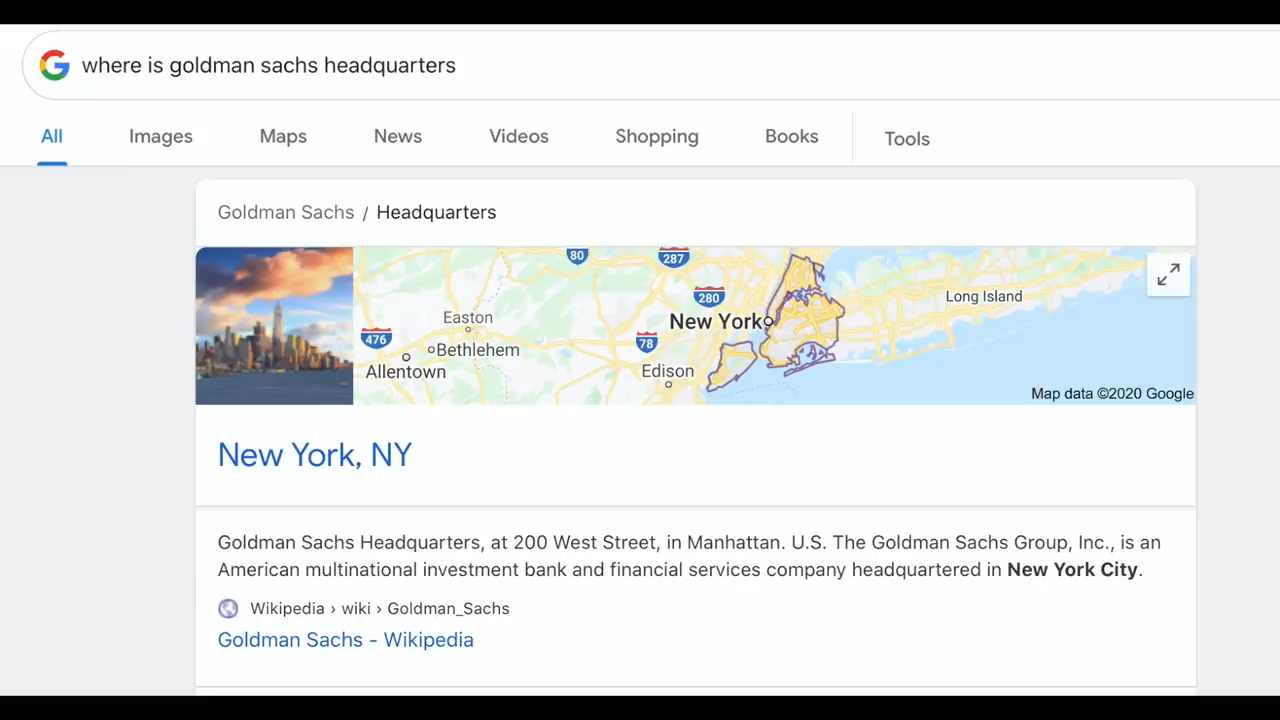 where is goldman sachs headquarters
All Images Maps News Videos Shopping Books Tools
Goldman Sachs / Headquarters
80
287
280
Long Island
Easton
New York
476
78
Bethlehem
Allentown
Edison
Map data ©2020 Google
New York, NY
Goldman Sachs Headquarters, at 200 West Street, in Manhattan. U.S. The Goldman Sachs Group, Inc., is an
American multinational investment bank and financial services company headquartered in New York City.
Wikipedia › wiki › Goldman_Sachs
Goldman Sachs - Wikipedia